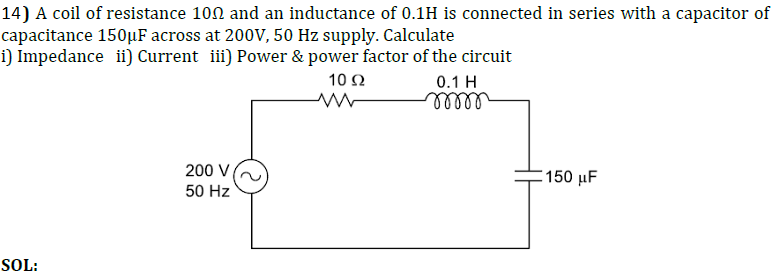 14) A coil of resistance 10Ω and an inductance of 0.1H is connected in series with a capacitor of
capacitance 150μF across at 200V, 50 Hz supply. Calculate
i) Impedance ii) Current iii) Power & power factor of the circuit
10 Ω
0.1 H
200 V
50 Hz
150 μF
SOL: